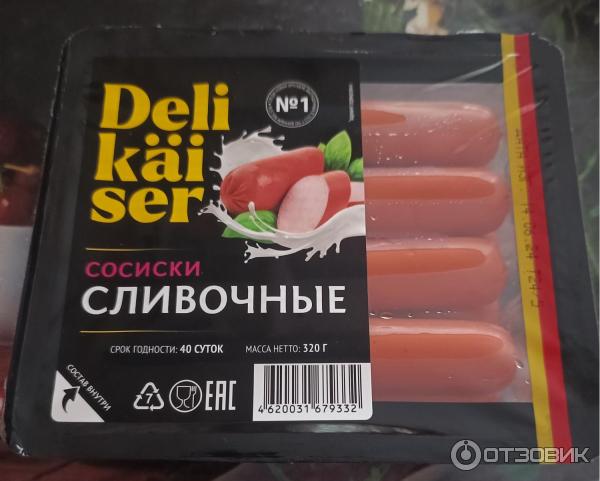 Deli
käi
ser
№1
СОСИСКИ
СЛИВОЧНЫЕ
СРОК ГОДНОСТИ: 40 СУТОК
МАССА НЕТТО: 320 Г
СОСТАВ ВНУТРИ
7
EAC
4 620031 679332
ОТЗОВИК